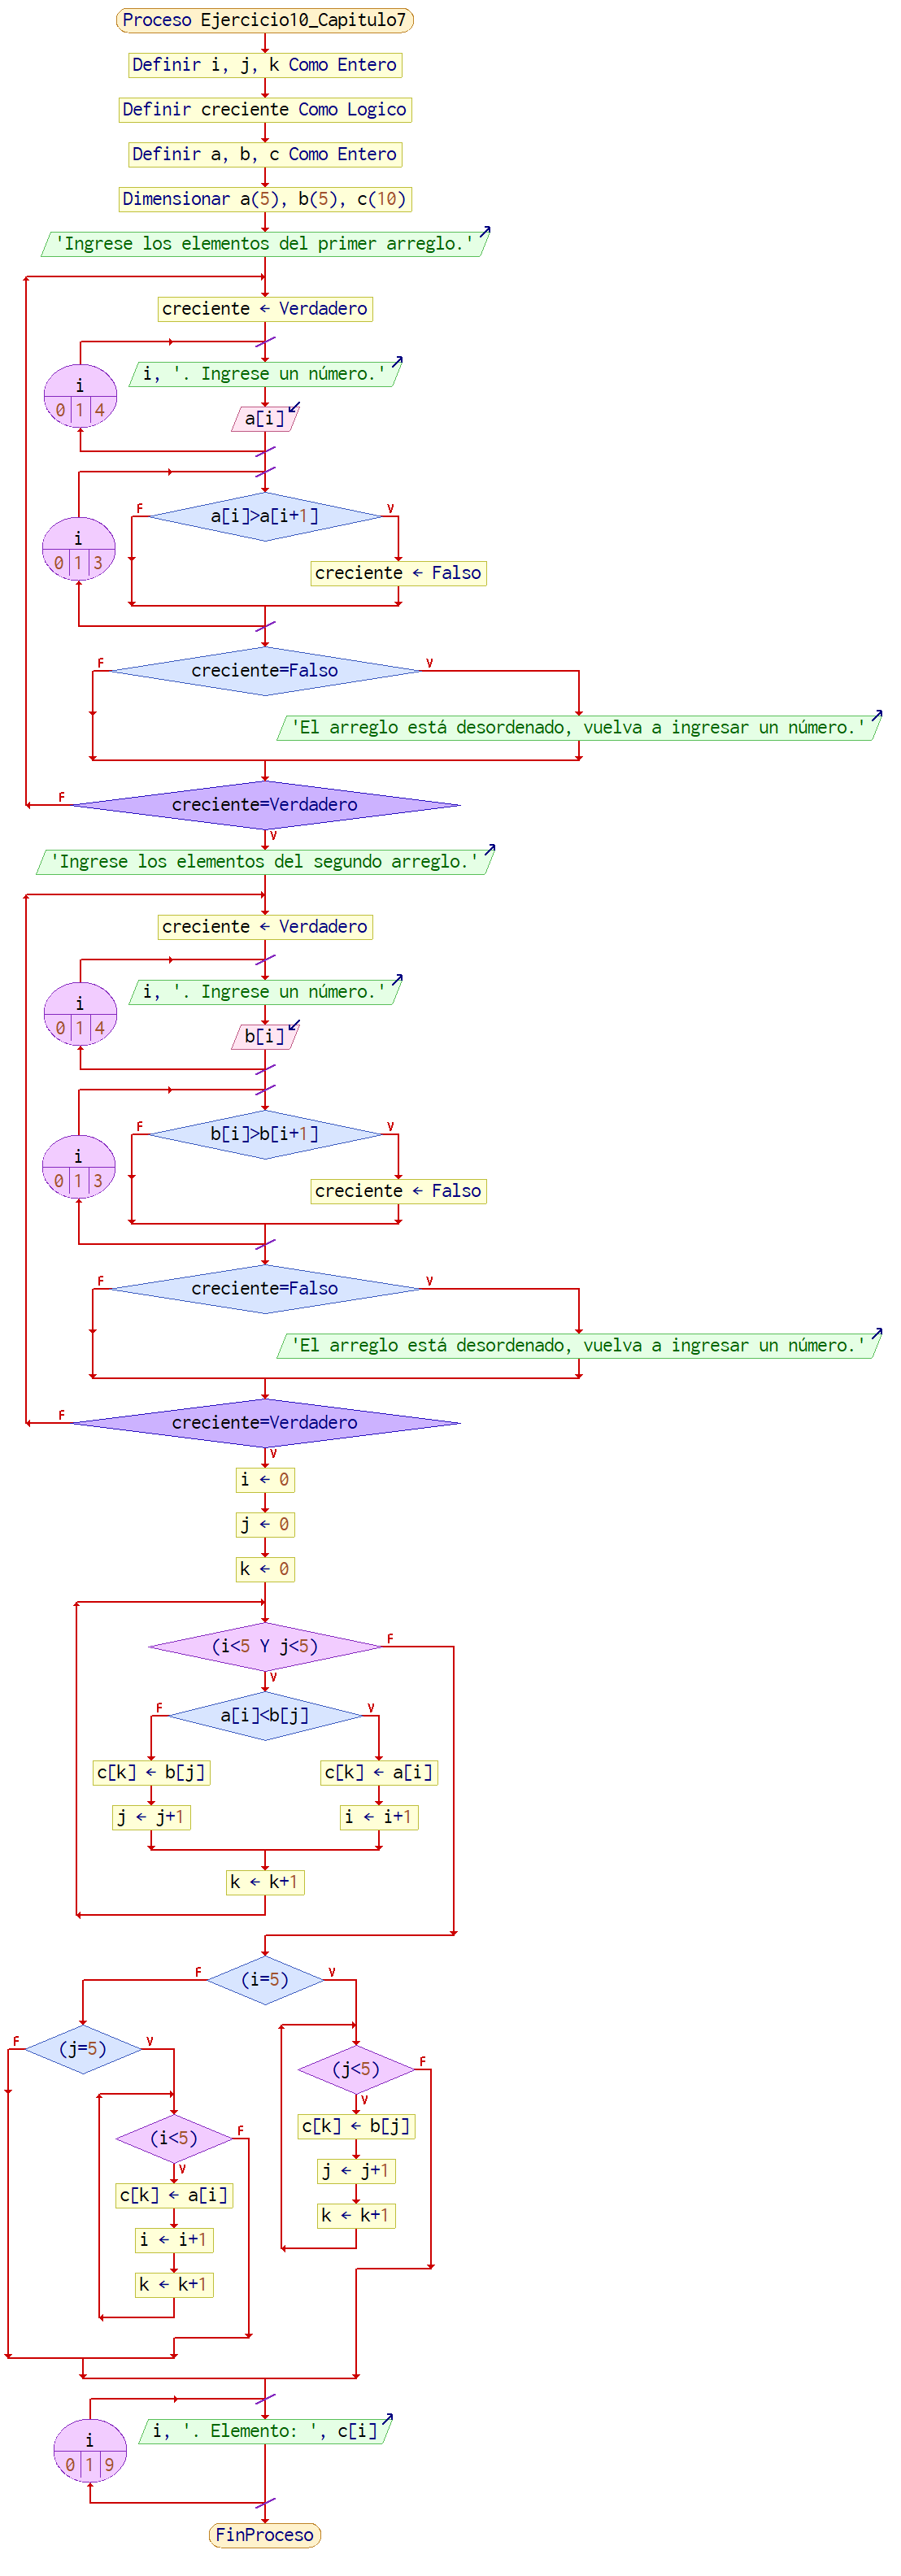 Proceso Ejercicio10_Capitulo7
Definir i, j, k Como Entero
Definir creciente Como Logico
Definir a, b, c Como Entero
Dimensionar a(5), b(5), c(10)
'Ingrese los elementos del primer arreglo.'
creciente ← Verdadero
i, '. Ingrese un número.'
i
0 1 4
a[i]
F
V
a[i]>a[i+1]
i
0 1 3
creciente ← Falso
F
V
creciente=Falso
'El arreglo está desordenado, vuelva a ingresar un número.'
F
creciente=Verdadero
V
'Ingrese los elementos del segundo arreglo.'
creciente ← Verdadero
i, '. Ingrese un número.'
i
0 1 4
b[i]
F
V
b[i]>b[i+1]
i
0 1 3
creciente ← Falso
F
V
creciente=Falso
'El arreglo está desordenado, vuelva a ingresar un número.'
F
creciente=Verdadero
V
i ← 0
j ← 0
k ← 0
(i<5 Y j<5)
F
V
F
a[i]<b[j]
V
c[k] ← b[j]
c[k] ← a[i]
j ← j+1
i ← i+1
k ← k+1
F
(i=5)
V
F
(j=5)
V
(j<5)
F
V
c[k] ← b[j]
(i<5)
F
V
j ← j+1
c[k] ← a[i]
k ← k+1
i ← i+1
k ← k+1
i, '. Elemento: ', c[i]
i
0 1 9
FinProceso